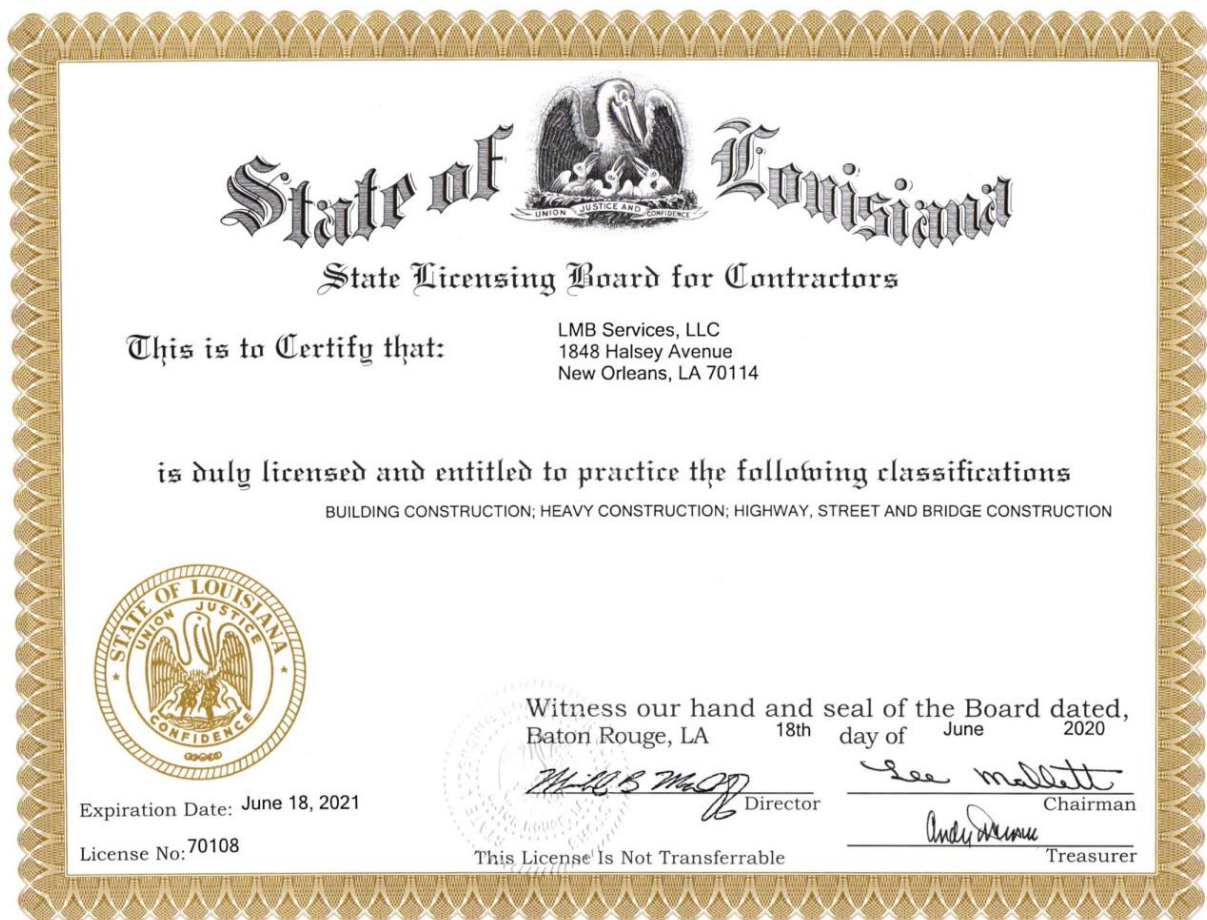 State of Louisiana
UNION JUSTICE AND CONFIDENCE
State Licensing Board for Contractors
This is to Certify that:
LMB Services, LLC
1848 Halsey Avenue
New Orleans, LA 70114
is duly licensed and entitled to practice the following classifications
BUILDING CONSTRUCTION; HEAVY CONSTRUCTION; HIGHWAY, STREET AND BRIDGE CONSTRUCTION
STATE OF LOUISIANA
UNION JUSTICE
CONFIDENCE
Witness our hand and seal of the Board dated,
Baton Rouge, LA 18th day of June 2020
Director
Lee Mallett
Chairman
Andy
Treasurer
Expiration Date: June 18, 2021
License No: 70108
This License Is Not Transferrable